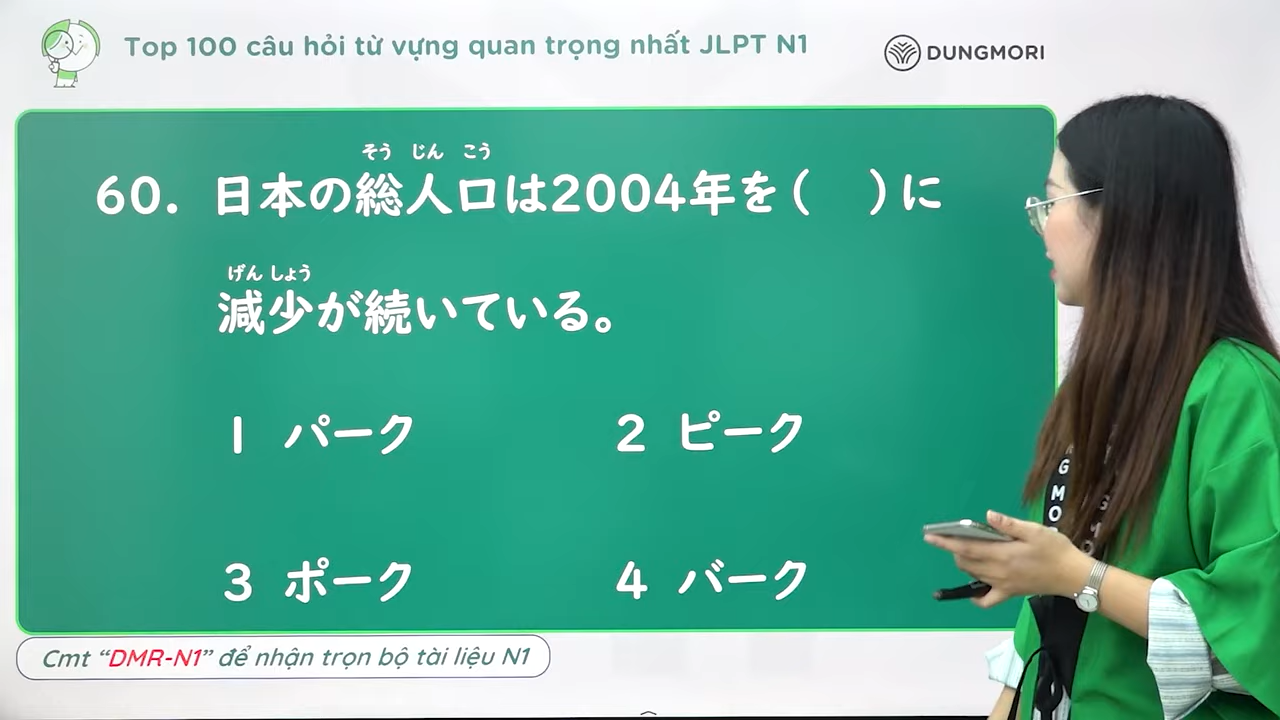 Top 100 câu hỏi từ vựng quan trọng nhất JLPT N1
DUNGMORI
そう じん こう
60. 日本の総人口は2004年を( )に
げん しょう
減少が続いている。
1 パーク
2 ピーク
3 ポーク
4 バーク
G
MO
Cmt “DMR-N1” để nhận trọn bộ tài liệu N1